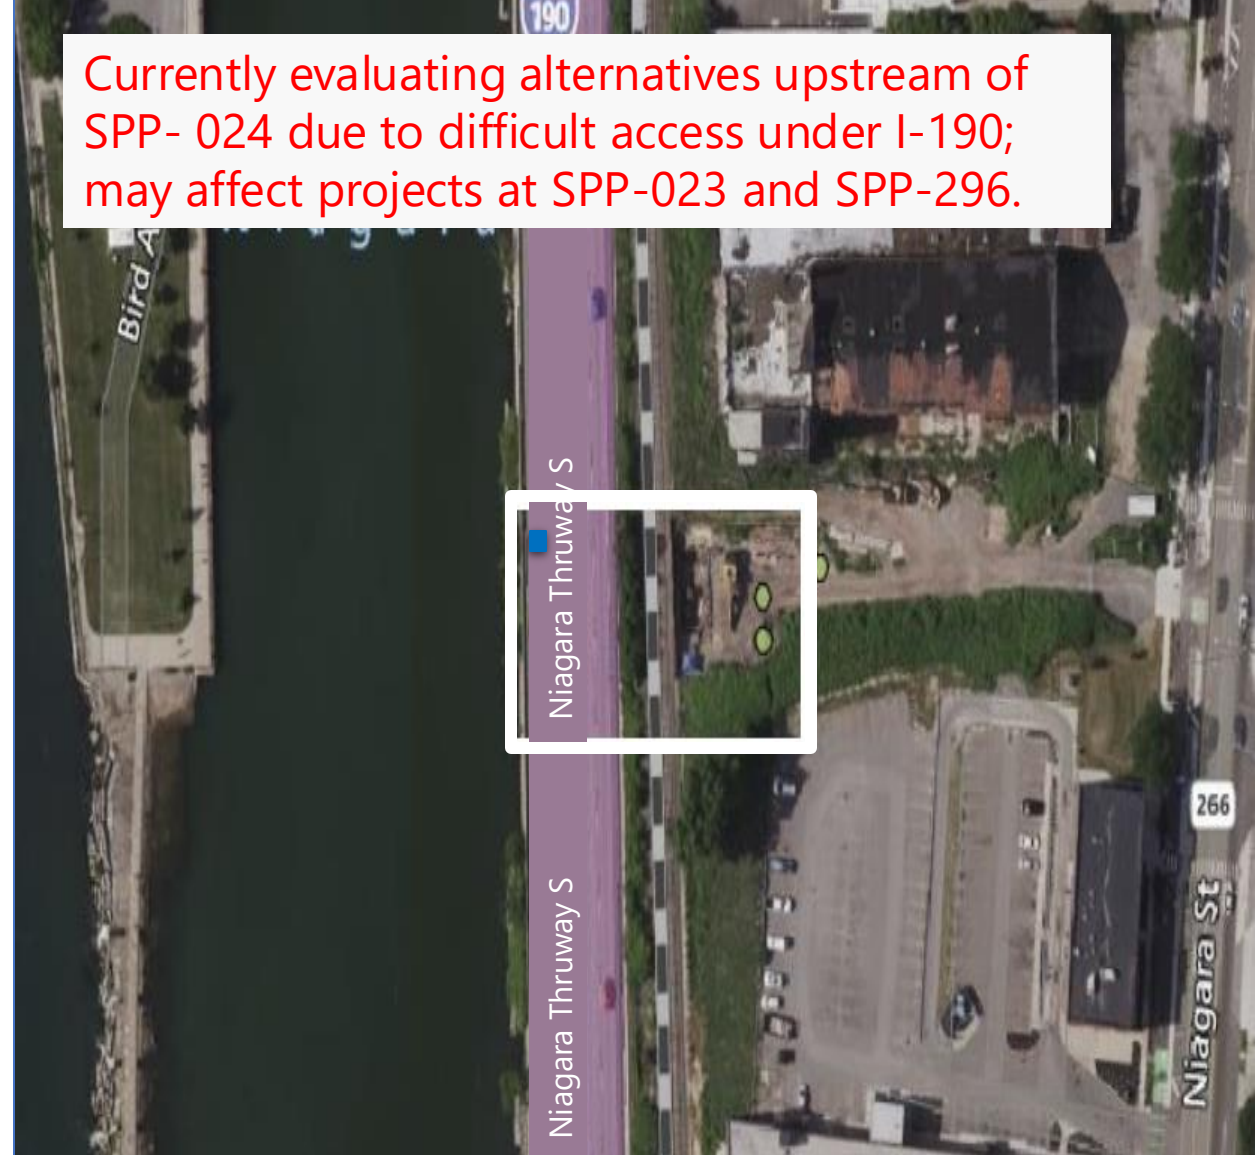 190
Currently evaluating alternatives upstream of
SPP- 024 due to difficult access under I-190;
may affect projects at SPP-023 and SPP-296.
Bird A
Niagara Thruway S
266
Niagara St
Niagara Thruway S